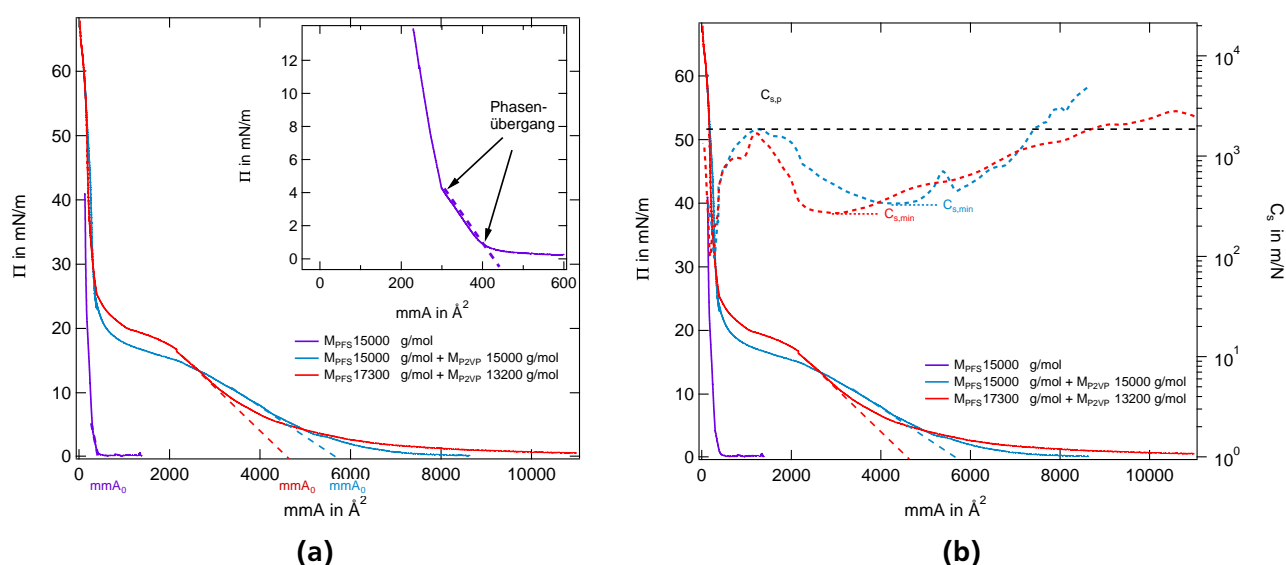 Π in mN/m
60
50
40
30
20
10
0
0
2000
4000
6000
8000
10000
mmA₀
mmA₀
mmA₀
mmA in Å²
Π in mN/m
12
10
8
6
4
2
0
0
200
400
600
mmA in Å²
Phasen-
übergang
M_PFS 15000 g/mol
M_PFS 15000 g/mol + M_P2VP 15000 g/mol
M_PFS 17300 g/mol + M_P2VP 13200 g/mol
(a)
Π in mN/m
60
50
40
30
20
10
0
0
2000
4000
6000
8000
10000
mmA in Å²
C_s,p
C_s,min
C_s,min
10⁴
10³
10²
10¹
10⁰
C_s in m/N
M_PFS 15000 g/mol
M_PFS 15000 g/mol + M_P2VP 15000 g/mol
M_PFS 17300 g/mol + M_P2VP 13200 g/mol
(b)